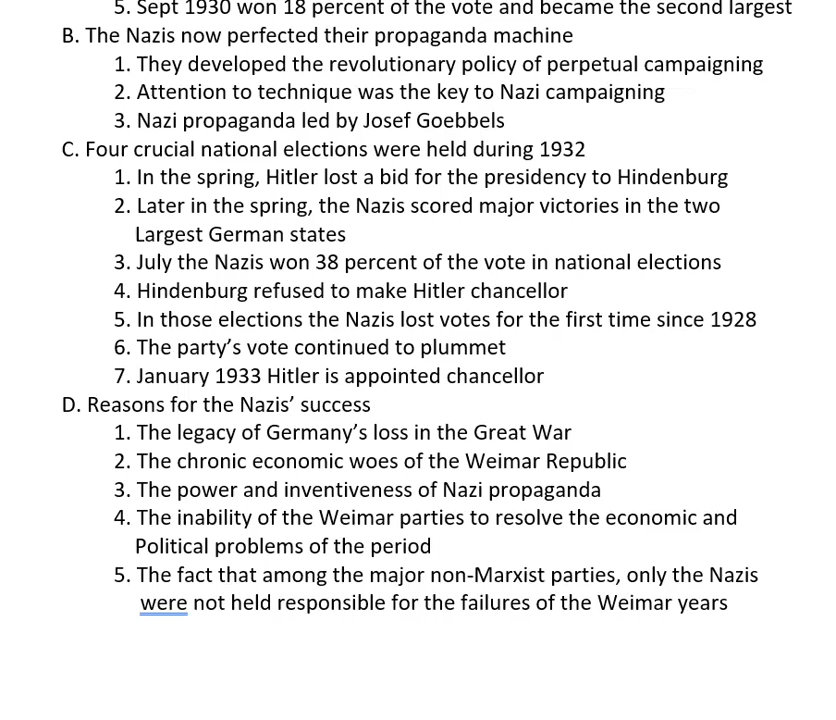 5. Sept 1930 won 18 percent of the vote and became the second largest
B. The Nazis now perfected their propaganda machine
1. They developed the revolutionary policy of perpetual campaigning
2. Attention to technique was the key to Nazi campaigning
3. Nazi propaganda led by Josef Goebbels
C. Four crucial national elections were held during 1932
1. In the spring, Hitler lost a bid for the presidency to Hindenburg
2. Later in the spring, the Nazis scored major victories in the two
Largest German states
3. July the Nazis won 38 percent of the vote in national elections
4. Hindenburg refused to make Hitler chancellor
5. In those elections the Nazis lost votes for the first time since 1928
6. The party’s vote continued to plummet
7. January 1933 Hitler is appointed chancellor
D. Reasons for the Nazis’ success
1. The legacy of Germany’s loss in the Great War
2. The chronic economic woes of the Weimar Republic
3. The power and inventiveness of Nazi propaganda
4. The inability of the Weimar parties to resolve the economic and
Political problems of the period
5. The fact that among the major non-Marxist parties, only the Nazis
were not held responsible for the failures of the Weimar years